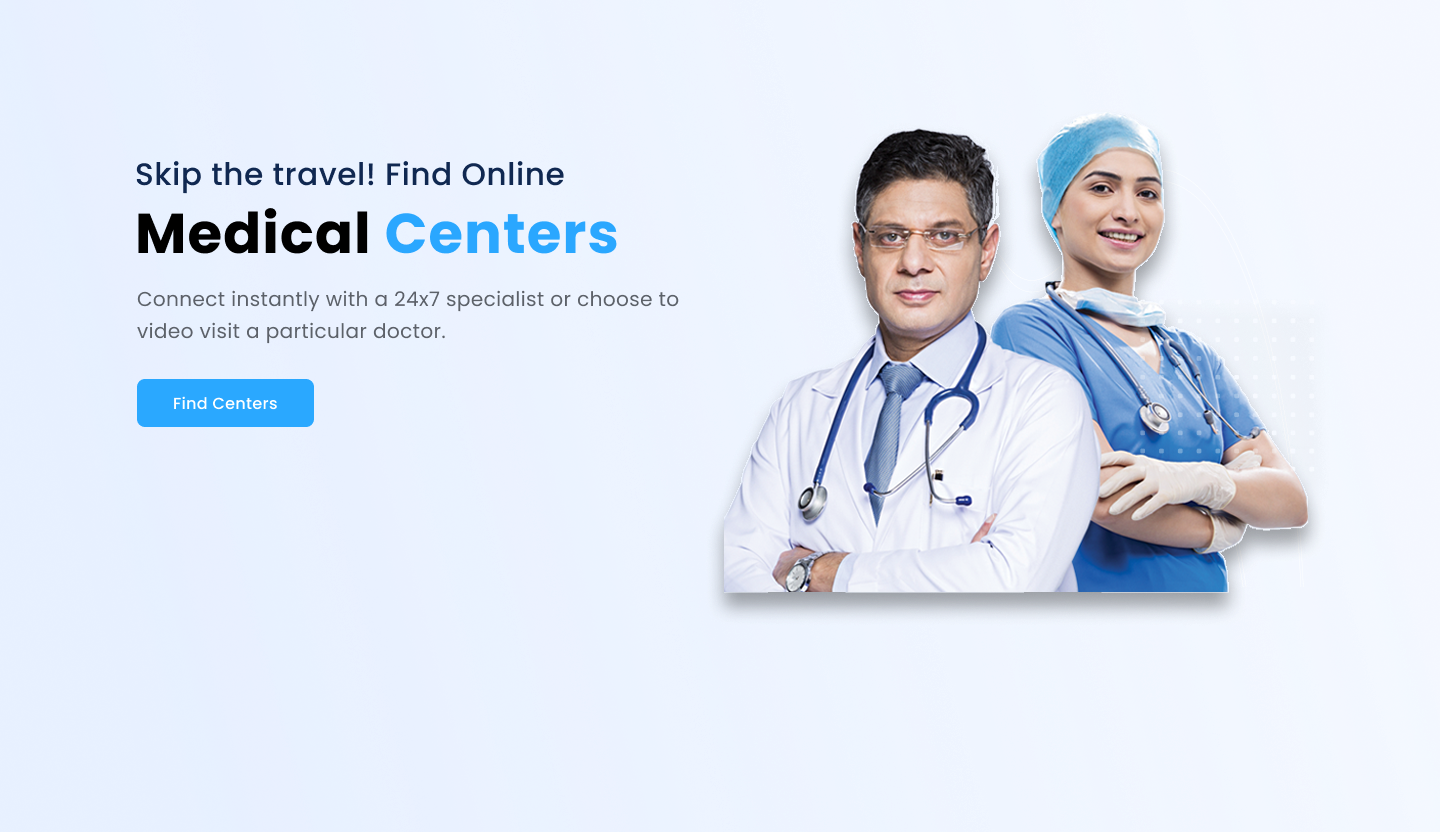 Skip the travel! Find Online
Medical Centers
Connect instantly with a 24x7 specialist or choose to
video visit a particular doctor.
Find Centers